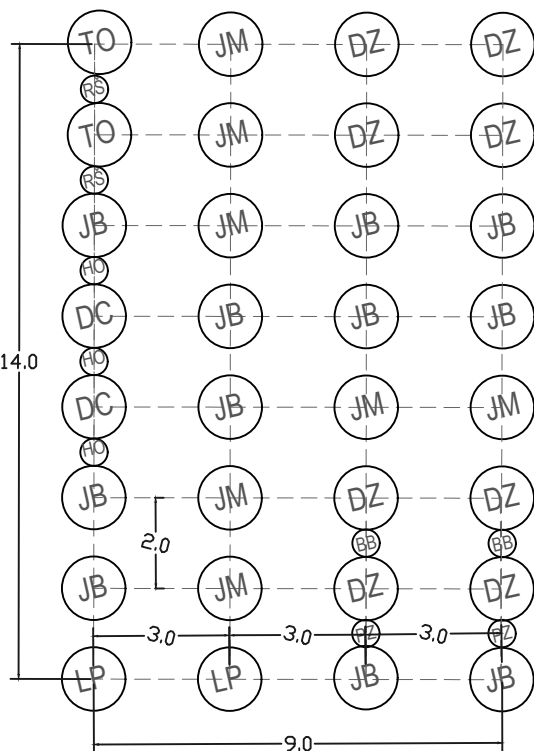 TO JM DZ DZ
RS
TO JM DZ DZ
RS
JB JM JB JB
HO
DC JB JB JB
HO
14,0
DC JB JM JM
HO
JB JM DZ DZ
2,0
BB BB
JB JM DZ DZ
3,0 3,0 3,0
PZ PZ
LP LP JB JB
9,0